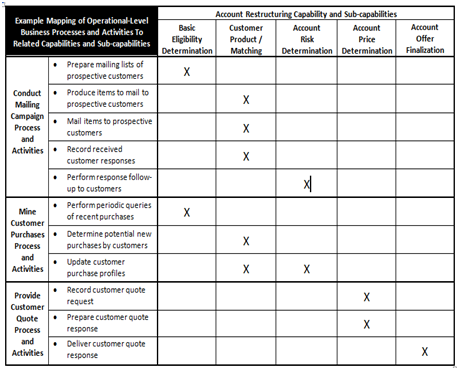 Example Mapping of Operational-Level
Business Processes and Activities To
Related Capabilities and Sub-capabilities
Account Restructuring Capability and Sub-capabilities
Basic
Eligibility
Determination
Customer
Product /
Matching
Account
Risk
Determination
Account
Price
Determination
Account
Offer
Finalization
Conduct
Mailing
Campaign
Process
and
Activities
• Prepare mailing lists of
prospective customers
X
• Produce items to mail to
prospective customers
X
• Mail items to prospective
customers
X
• Record received
customer responses
X
• Perform response follow-
up to customers
X
Mine
Customer
Purchases
Process
and
Activities
• Perform periodic queries
of recent purchases
X
• Determine potential new
purchases by customers
X
• Update customer
purchase profiles
X X
Provide
Customer
Quote
Process
and
Activities
• Record customer quote
request
X
• Prepare customer quote
response
X
• Deliver customer quote
response
X